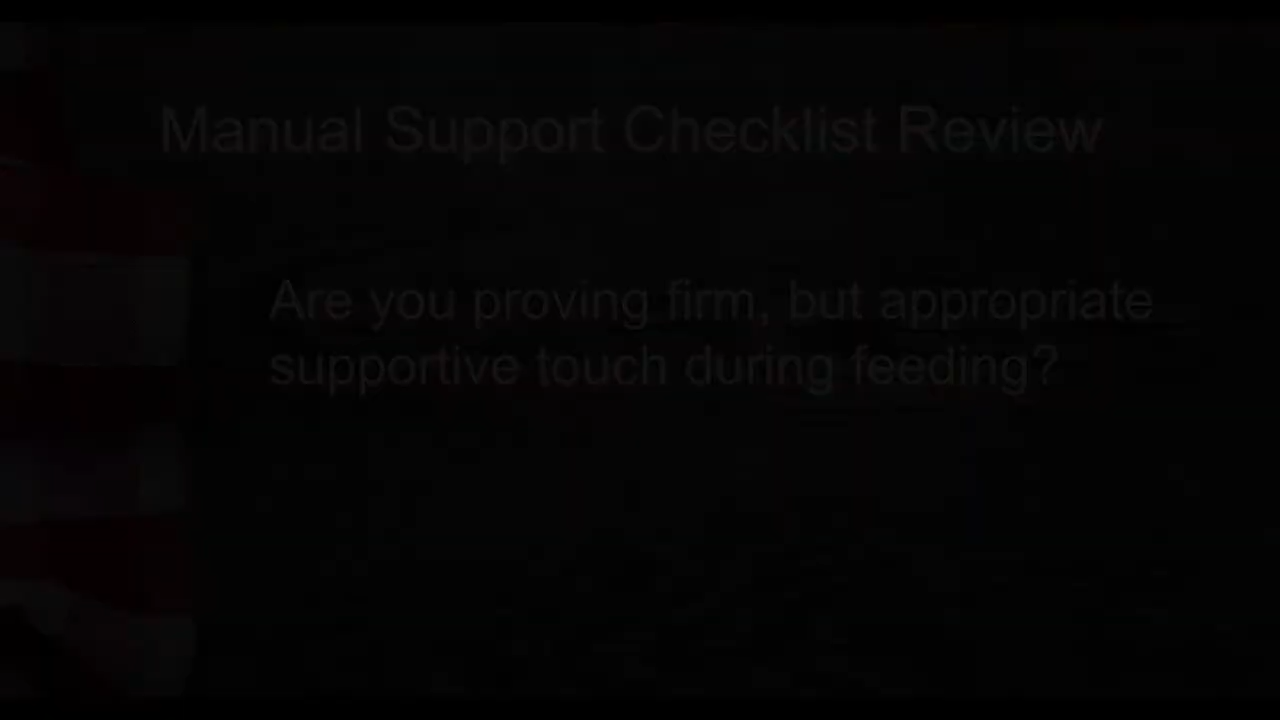 Manual Support Checklist Review
Are you proving firm, but appropriate
supportive touch during feeding?